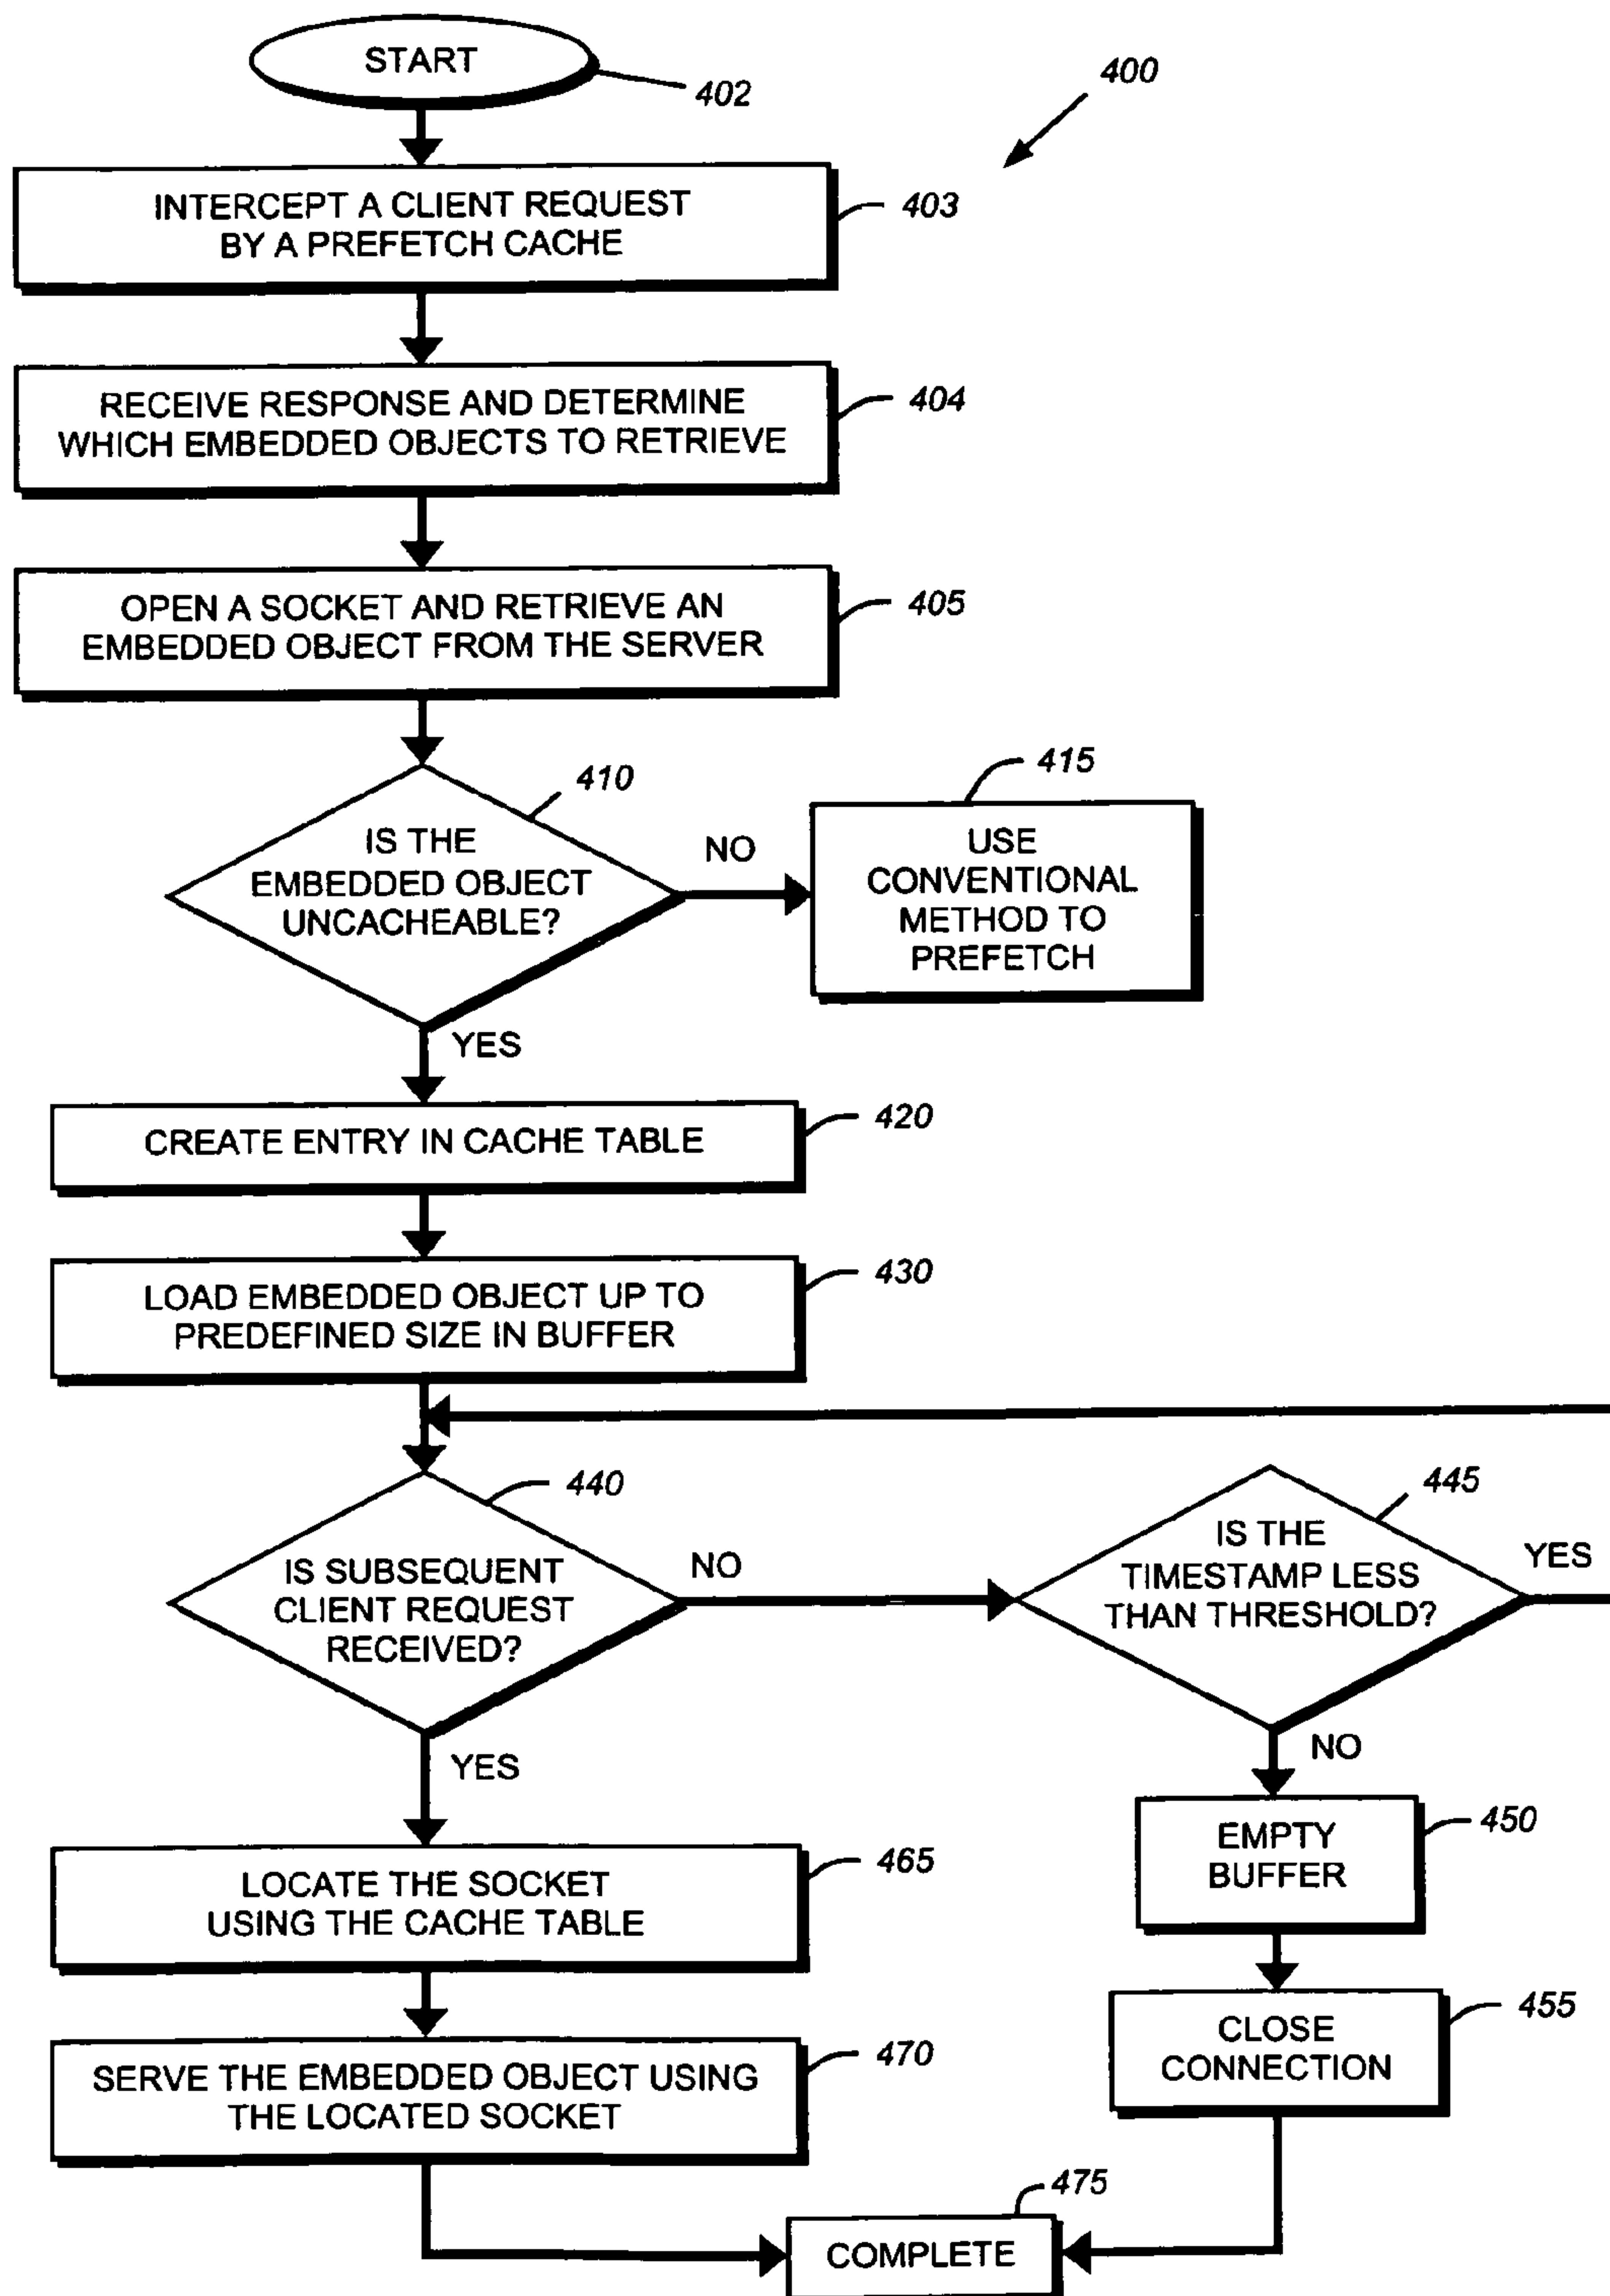 START
402
400
INTERCEPT A CLIENT REQUEST
BY A PREFETCH CACHE
403
RECEIVE RESPONSE AND DETERMINE
WHICH EMBEDDED OBJECTS TO RETRIEVE
404
OPEN A SOCKET AND RETRIEVE AN
EMBEDDED OBJECT FROM THE SERVER
405
410
IS THE
EMBEDDED OBJECT
UNCACHEABLE?
NO
415
USE
CONVENTIONAL
METHOD TO
PREFETCH
YES
CREATE ENTRY IN CACHE TABLE
420
LOAD EMBEDDED OBJECT UP TO
PREDEFINED SIZE IN BUFFER
430
440
IS SUBSEQUENT
CLIENT REQUEST
RECEIVED?
NO
445
IS THE
TIMESTAMP LESS
THAN THRESHOLD?
YES
YES
NO
LOCATE THE SOCKET
USING THE CACHE TABLE
465
EMPTY
BUFFER
450
SERVE THE EMBEDDED OBJECT USING
THE LOCATED SOCKET
470
CLOSE
CONNECTION
455
475
COMPLETE